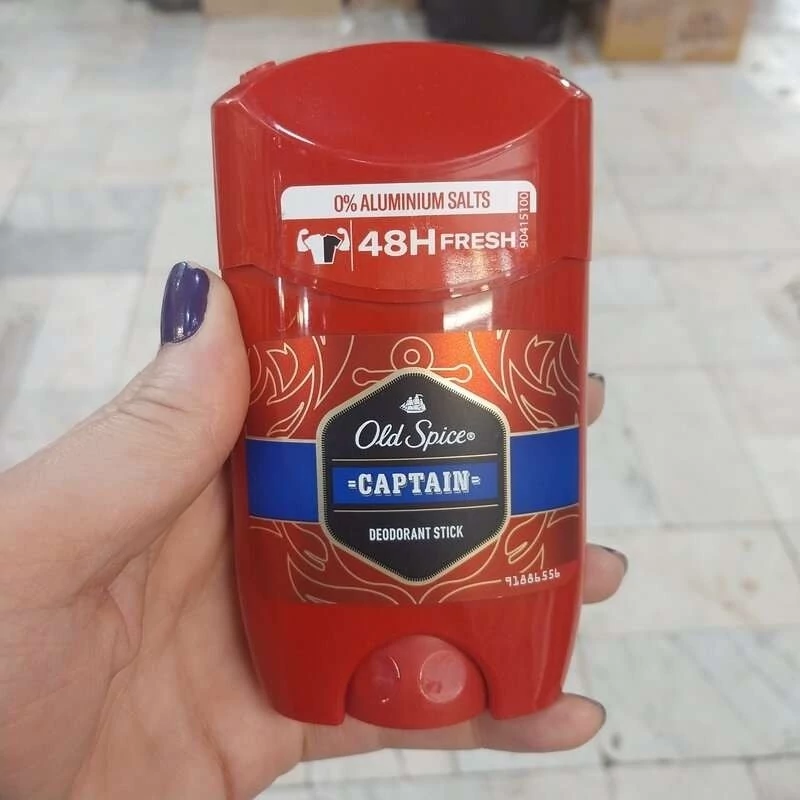 0% ALUMINIUM SALTS
48H FRESH
90415100
Old Spice®
CAPTAIN
DEODORANT STICK
91886556